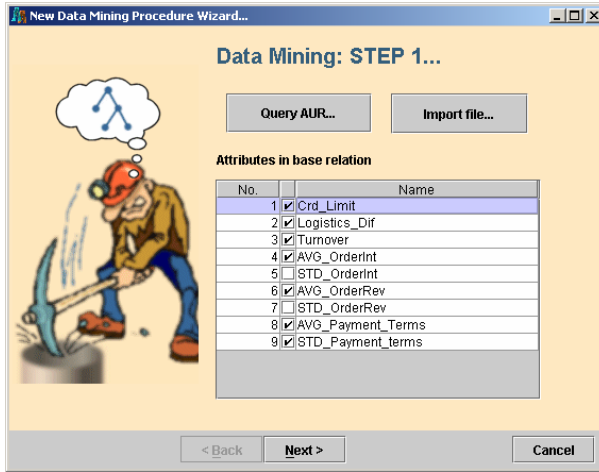 New Data Mining Procedure Wizard...
Data Mining: STEP 1...
Query AUR... Import file...
Attributes in base relation
No. Name
1 Crd_Limit
2 Logistics_Dif
3 Turnover
4 AVG_OrderInt
5 STD_OrderInt
6 AVG_OrderRev
7 STD_OrderRev
8 AVG_Payment_Terms
9 STD_Payment_terms
< Back Next > Cancel